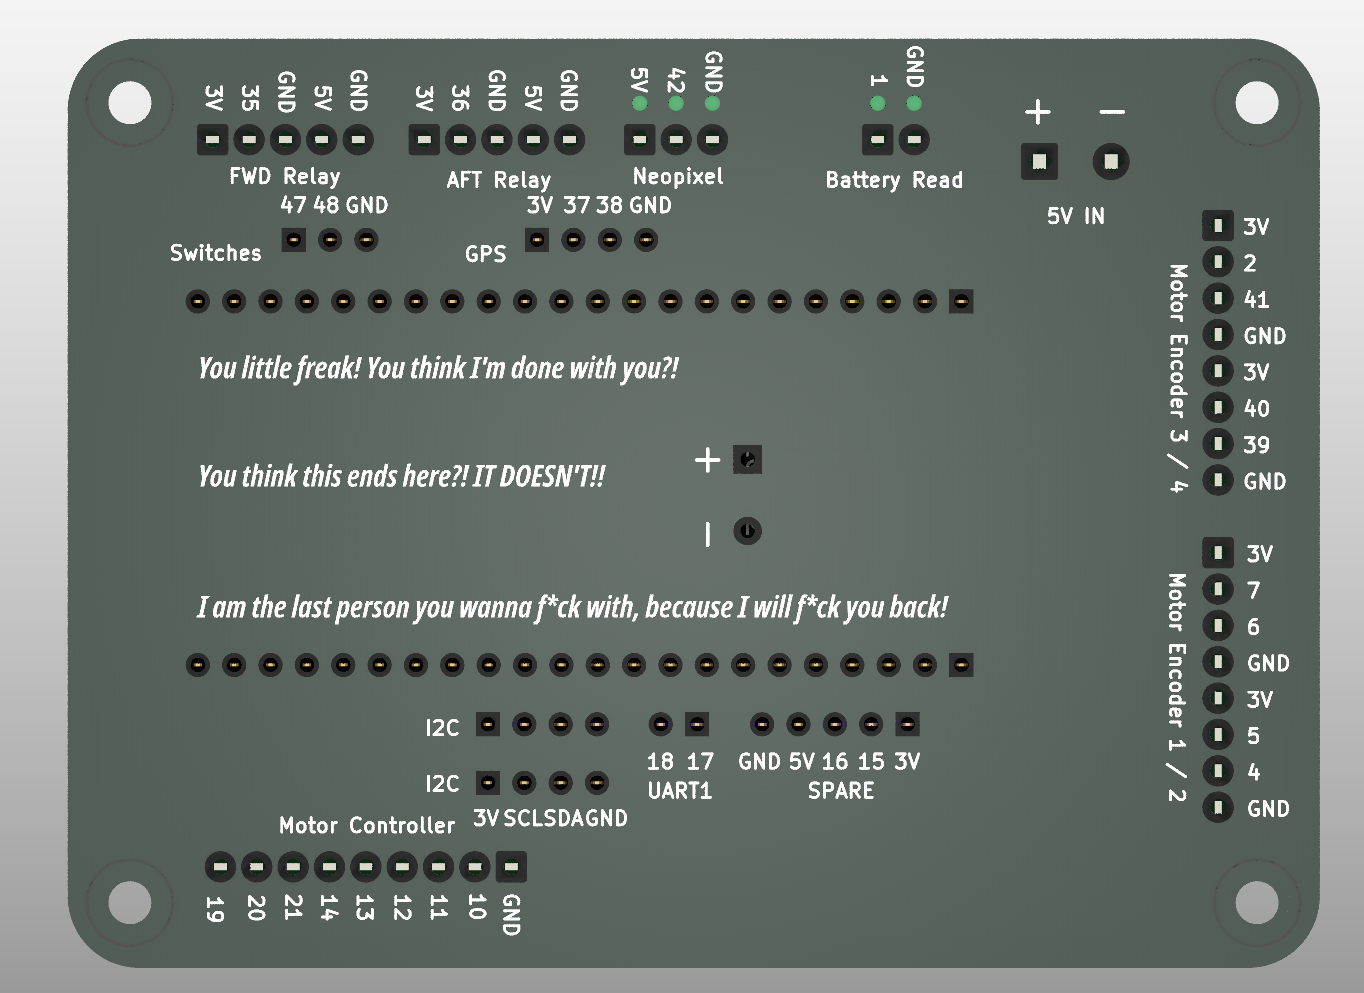 3V 35 GND 5V GND
3V 36 GND 5V GND
5V 42 GND
1 GND
+ −
FWD Relay
AFT Relay
Neopixel
Battery Read
5V IN
47 48 GND
3V 37 38 GND
Switches
GPS
3V
2
41
GND
3V
40
39
GND
Motor Encoder 3 / 4
You little freak! You think I'm done with you?!
+
You think this ends here?! IT DOESN'T!!
−
I am the last person you wanna f*ck with, because I will f*ck you back!
3V
7
6
GND
3V
5
4
GND
Motor Encoder 1 / 2
I2C
18 17
UART1
GND 5V 16 15 3V
SPARE
I2C
3V SCL SDA GND
Motor Controller
19 20 21 14 13 12 11 10 GND